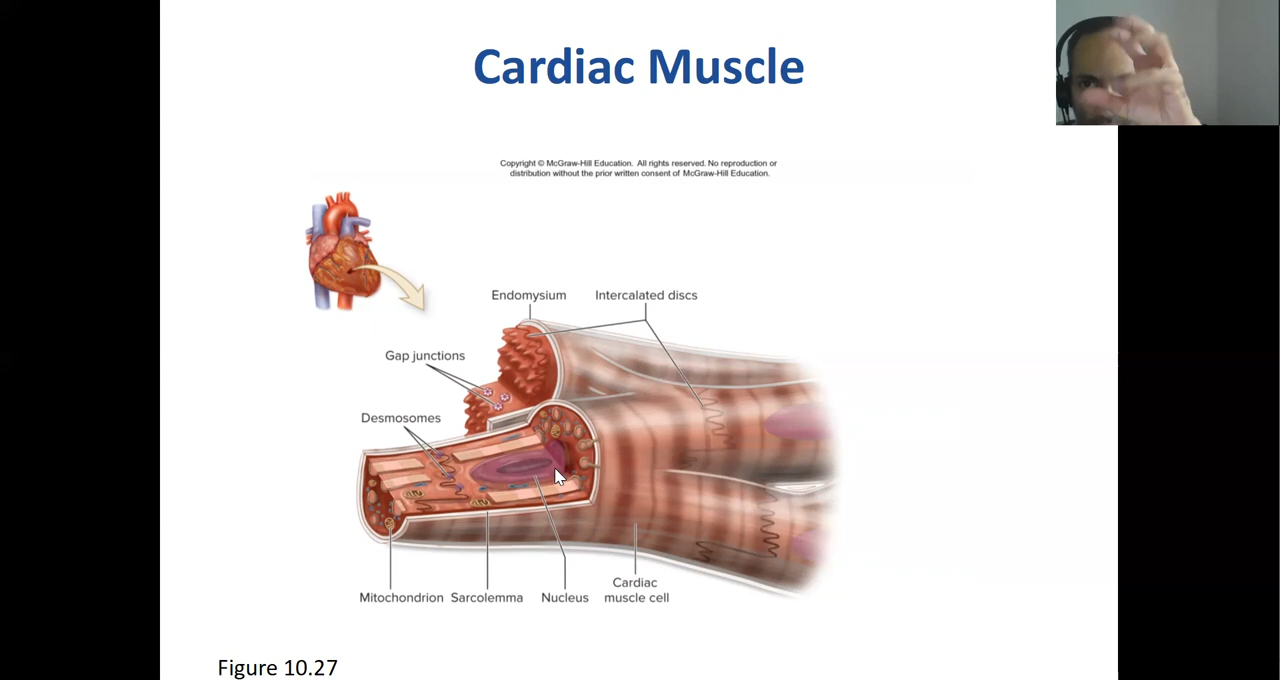 Cardiac Muscle
Copyright © McGraw-Hill Education. All rights reserved. No reproduction or
distribution without the prior written consent of McGraw-Hill Education.
Endomysium
Intercalated discs
Gap junctions
Desmosomes
Mitochondrion
Sarcolemma
Nucleus
Cardiac
muscle cell
Figure 10.27